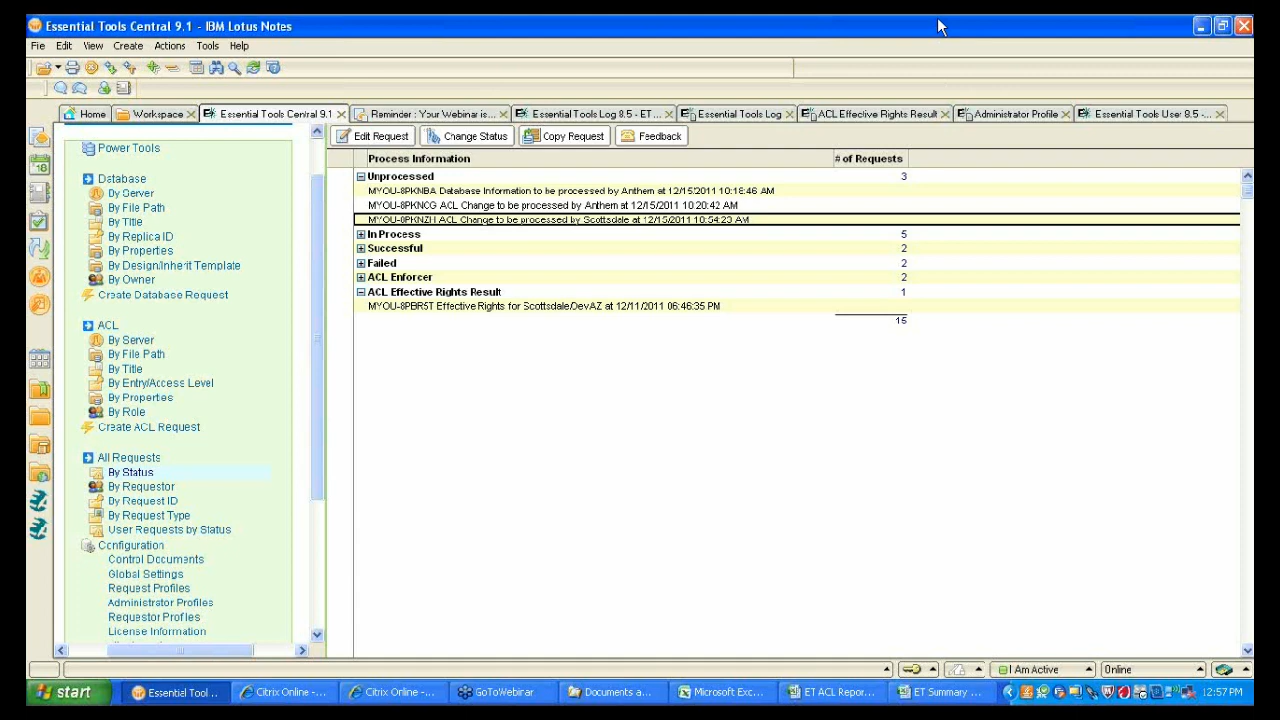 Essential Tools Central 9.1 - IBM Lotus Notes
File Edit View Create Actions Tools Help
Home Workspace Essential Tools Central 9.1 Reminder : Your Webinar is... Essential Tools Log 8.5 - ET ... Essential Tools Log ACL Effective Rights Result Administrator Profile Essential Tools User 8.5 - ...
Power Tools
Database
By Server
By File Path
By Title
By Replica ID
By Properties
By Design/Inherit Template
By Owner
Create Database Request
ACL
By Server
By File Path
By Title
By Entry/Access Level
By Properties
By Role
Create ACL Request
All Requests
By Status
By Requestor
By Request ID
By Request Type
User Requests by Status
Configuration
Control Documents
Global Settings
Request Profiles
Administrator Profiles
Requestor Profiles
License Information
Edit Request Change Status Copy Request Feedback
Process Information # of Requests
Unprocessed 3
MYOU-8PKNBA Database Information to be processed by Anthem at 12/15/2011 10:18:46 AM
MYOU-8PKNCG ACL Change to be processed by Anthem at 12/15/2011 10:20:42 AM
MYOU-8PKNZH ACL Change to be processed by Scottsdale at 12/15/2011 10:54:23 AM
In Process 5
Successful 2
Failed 2
ACL Enforcer 2
ACL Effective Rights Result 1
MYOU-8PBR5T Effective Rights for Scottsdale/DevAZ at 12/11/2011 06:46:35 PM
15
I Am Active Online
start Essential Tool .. Citrix Online -... Citrix Online -... GoToWebinar Documents a... Microsoft Exc... ET ACL Repor... ET Summary ... 12:57 PM